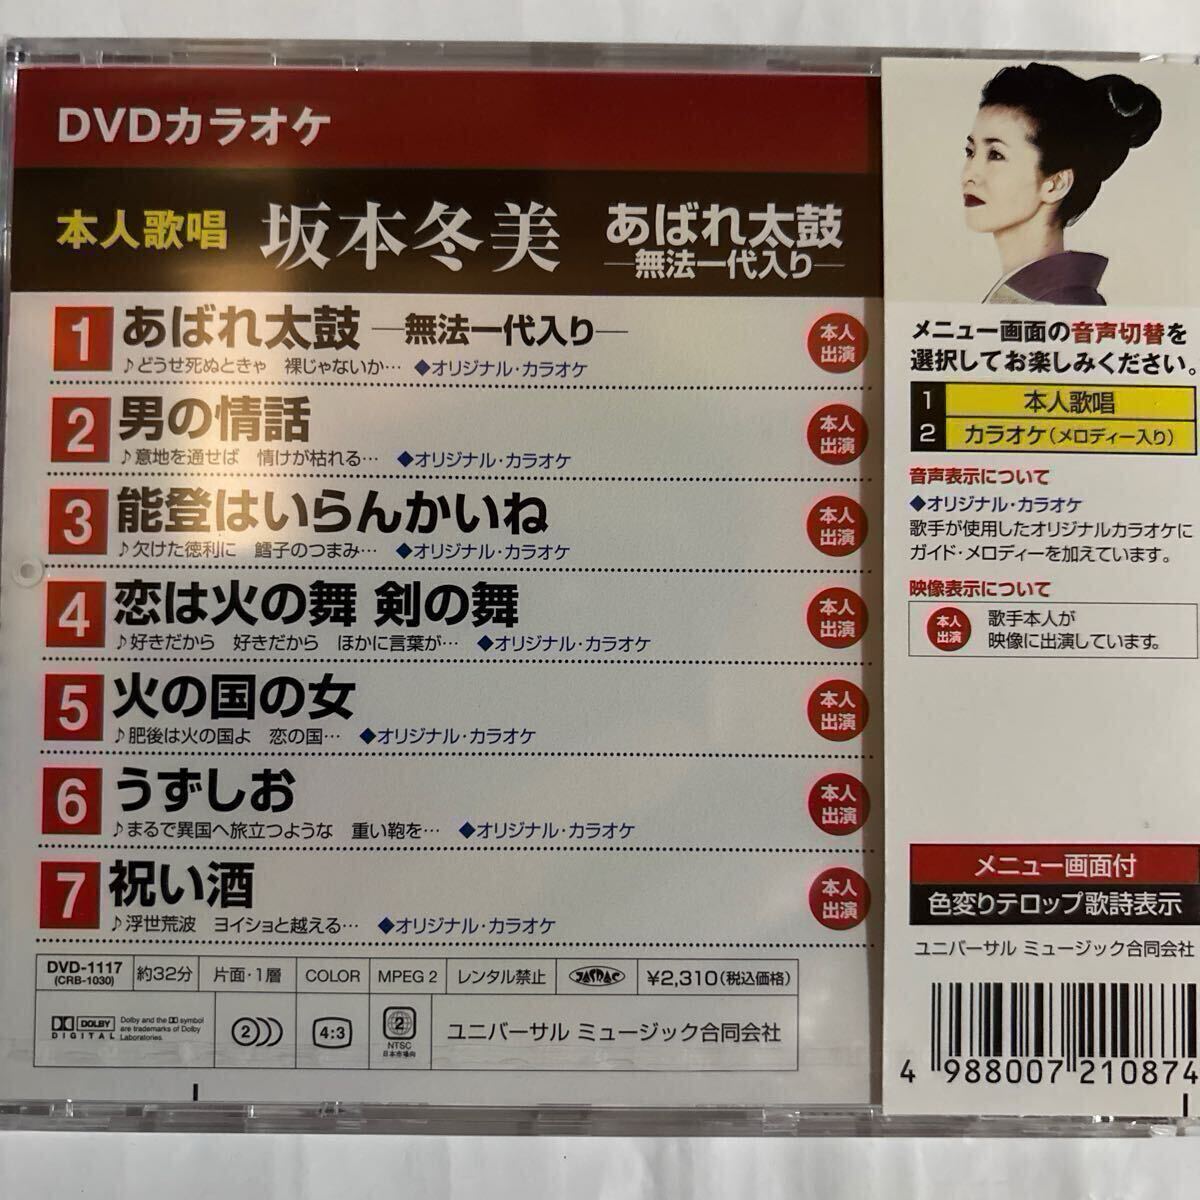 DVDカラオケ
本人歌唱 坂本冬美 あばれ太鼓
―無法一代入り―
1 あばれ太鼓 ―無法一代入り― 本人出演
♪どうせ死ぬときゃ 裸じゃないか… ◆オリジナル・カラオケ
2 男の情話 本人出演
♪意地を通せば 情けが枯れる… ◆オリジナル・カラオケ
3 能登はいらんかいね 本人出演
♪欠けた徳利に 鱈子のつまみ… ◆オリジナル・カラオケ
4 恋は火の舞 剣の舞 本人出演
♪好きだから 好きだから ほかに言葉が… ◆オリジナル・カラオケ
5 火の国の女 本人出演
♪肥後は火の国よ 恋の国… ◆オリジナル・カラオケ
6 うずしお 本人出演
♪まるで異国へ旅立つような 重い鞄を… ◆オリジナル・カラオケ
7 祝い酒 本人出演
♪浮世荒波 ヨイショと越える… ◆オリジナル・カラオケ
DVD-1117 約32分 片面・1層 COLOR MPEG 2 レンタル禁止 JASRAC ¥2,310(税込価格)
(CRB-1030)
DOLBY DIGITAL
Dolby and the DD symbol
are trademarks of Dolby
Laboratories.
2
4:3
2
NTSC
日本市場向
ユニバーサル ミュージック合同会社
メニュー画面の音声切替を
選択してお楽しみください。
1 本人歌唱
2 カラオケ(メロディー入り)
音声表示について
◆オリジナル・カラオケ
歌手が使用したオリジナルカラオケに
ガイド・メロディーを加えています。
映像表示について
本人出演 歌手本人が
映像に出演しています。
メニュー画面付
色変りテロップ歌詩表示
ユニバーサル ミュージック合同会社
4 988007 210874